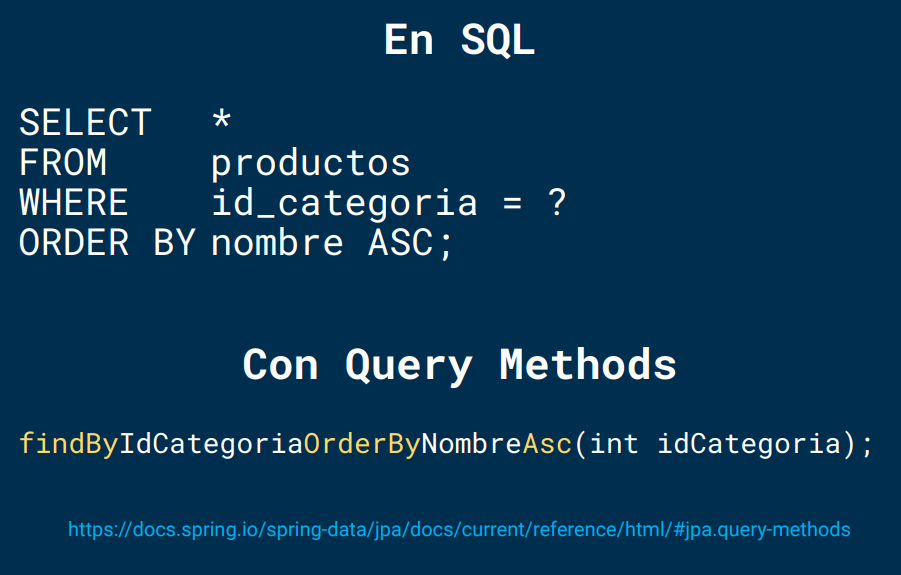 En SQL
SELECT *
FROM productos
WHERE id_categoria = ?
ORDER BY nombre ASC;
Con Query Methods
findByIdCategoriaOrderByNombreAsc(int idCategoria);
https://docs.spring.io/spring-data/jpa/docs/current/reference/html/#jpa.query-methods